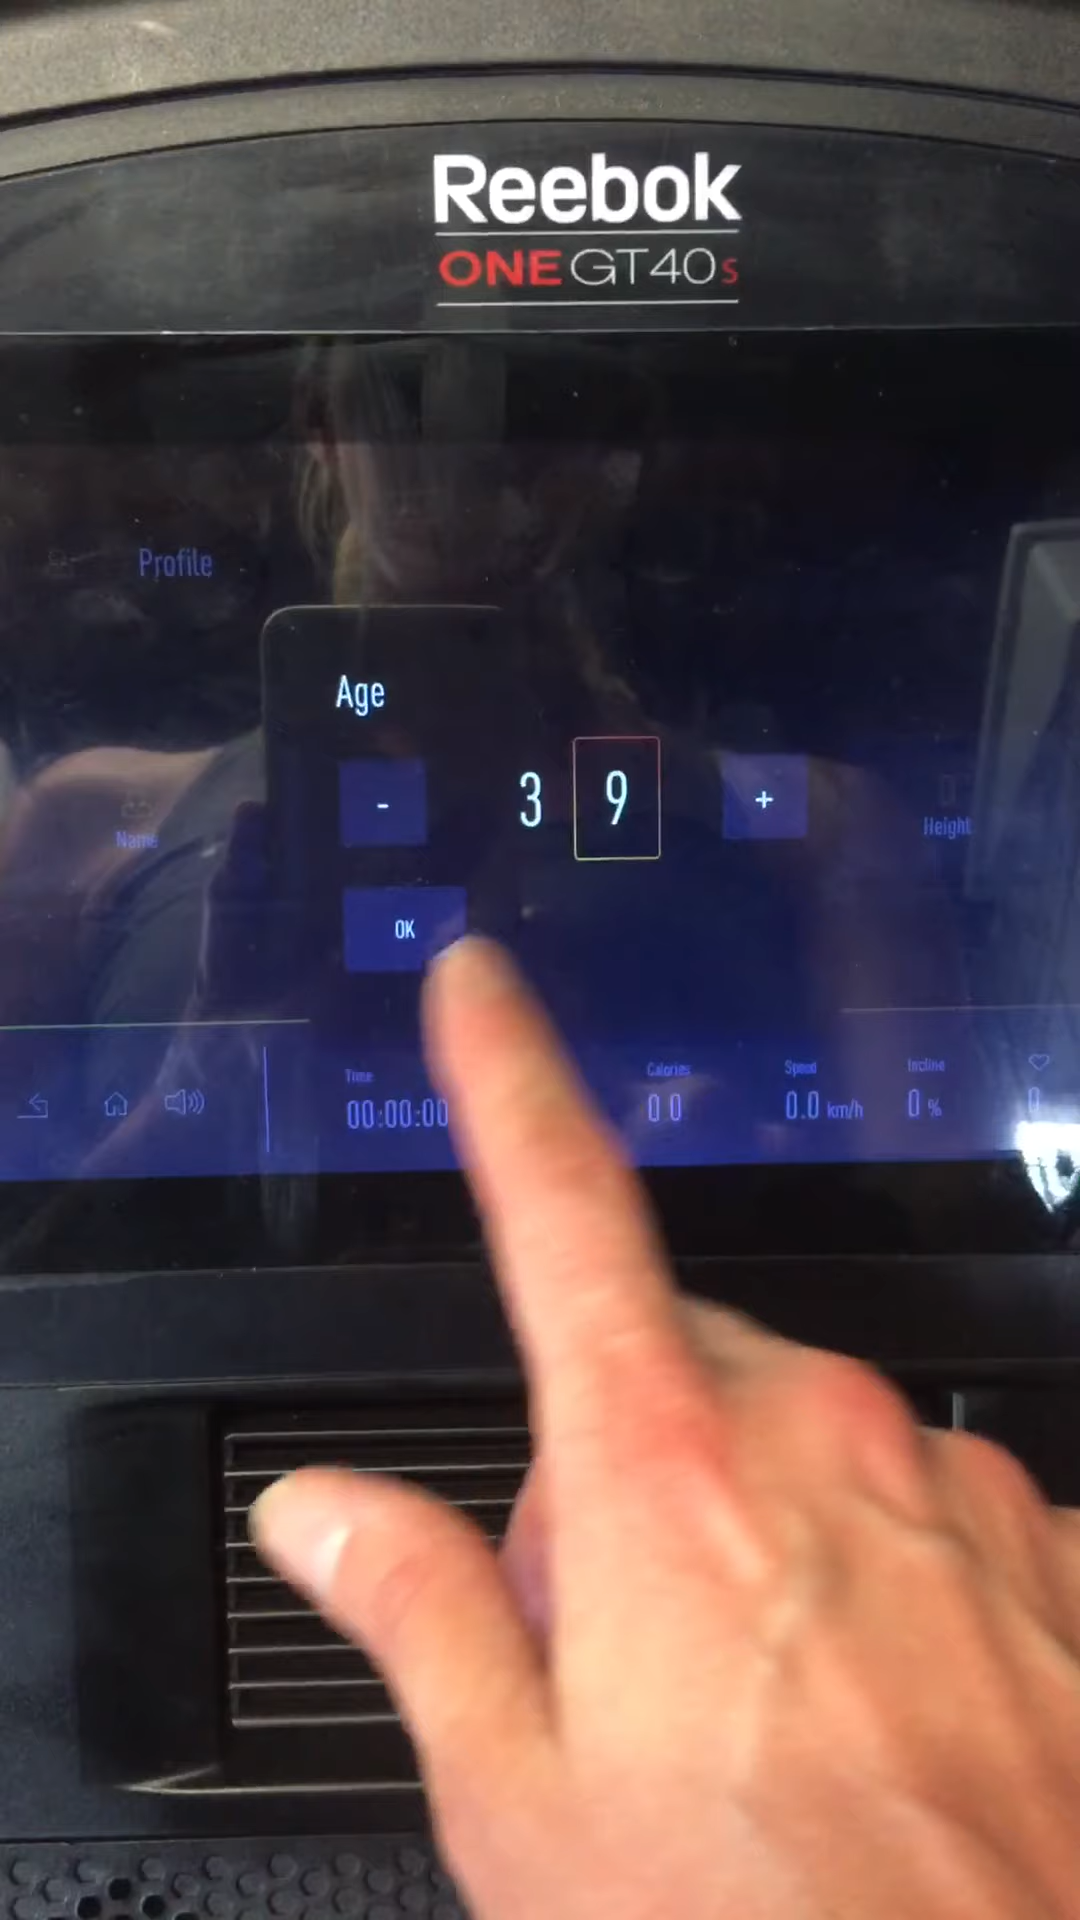 Reebok
ONE GT40s
Profile
Age
- 3 9 +
Name
Height
OK
Time
Calories
Speed
Incline
00:00:00
00
0.0 km/h
0 %
0